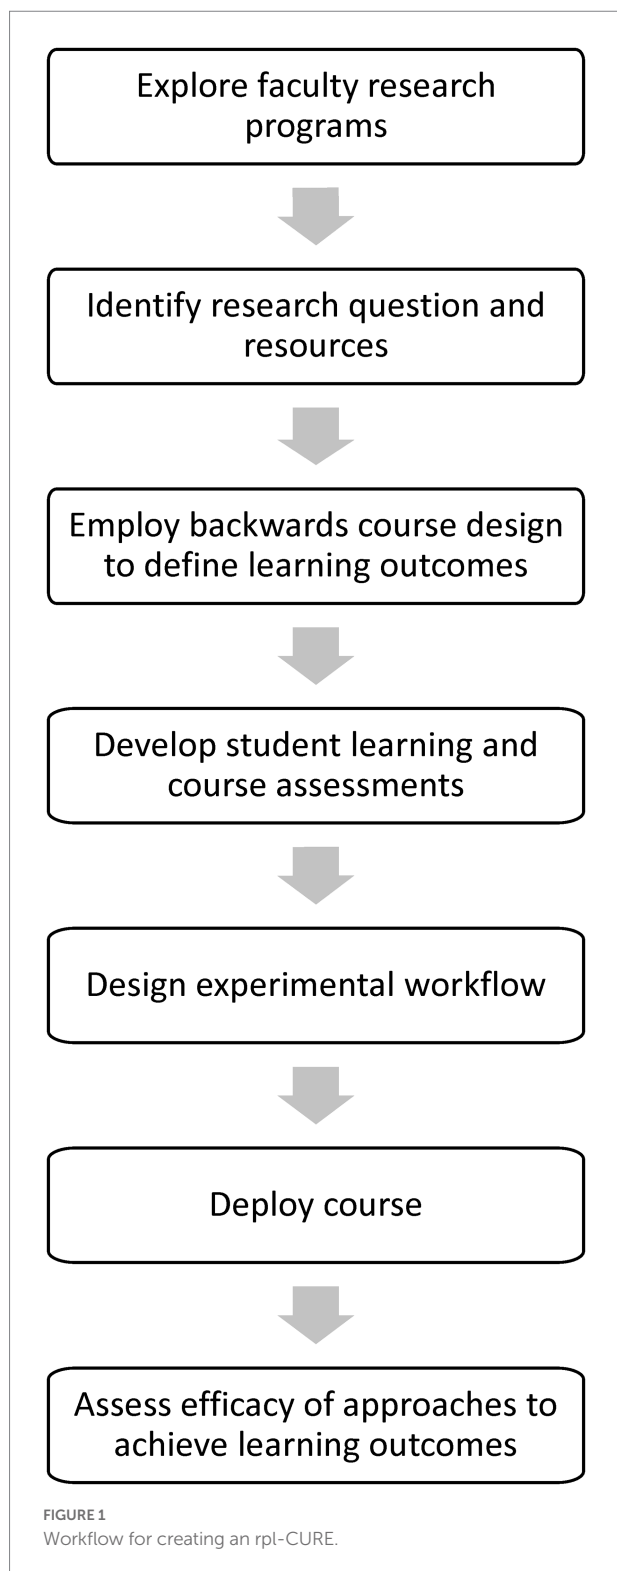 Explore faculty research
programs
Identify research question and
resources
Employ backwards course design
to define learning outcomes
Develop student learning and
course assessments
Design experimental workflow
Deploy course
Assess efficacy of approaches to
achieve learning outcomes
FIGURE 1
Workflow for creating an rpl-CURE.